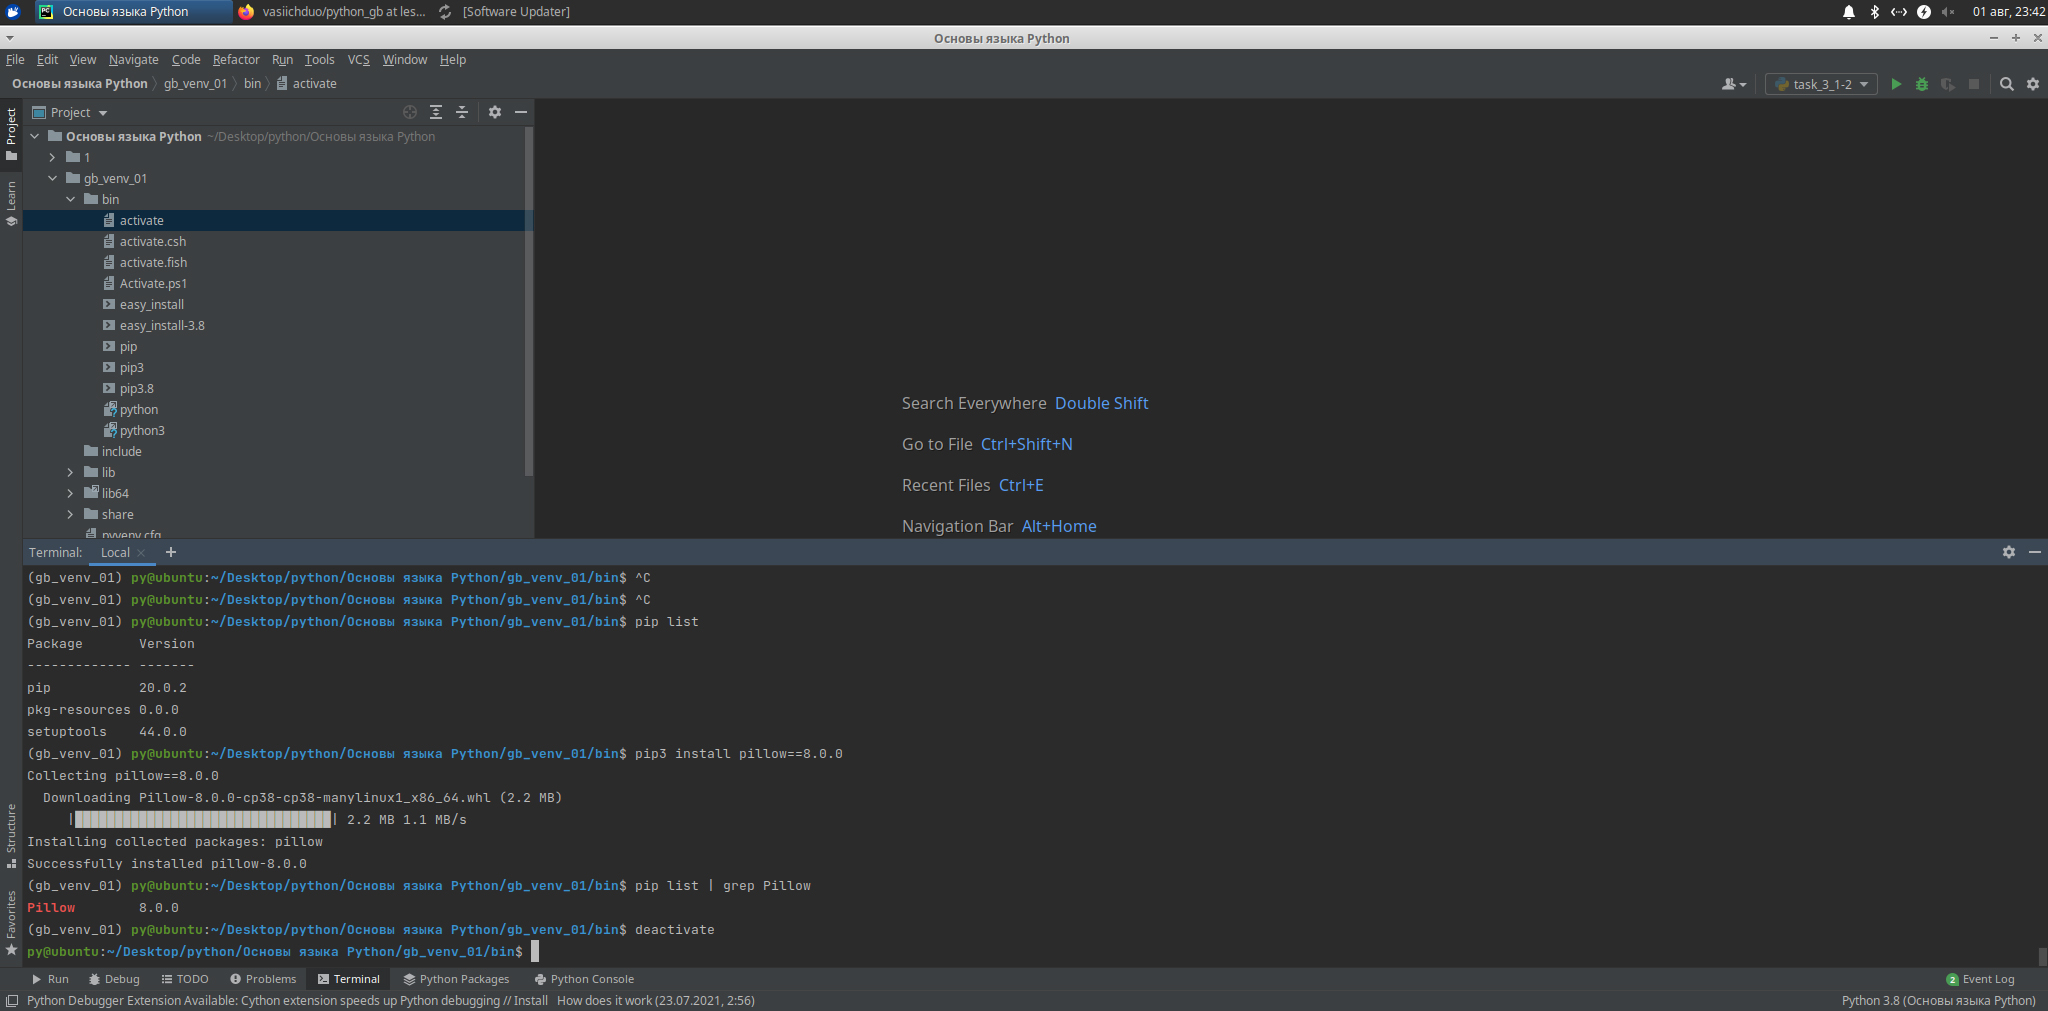 Основы языка Python vasiichduo/python_gb at les... [Software Updater] 01 авг, 23:42
Основы языка Python
File Edit View Navigate Code Refactor Run Tools VCS Window Help
Основы языка Python gb_venv_01 bin activate task_3_1-2
Project
Project
Основы языка Python ~/Desktop/python/Основы языка Python
1
gb_venv_01
Learn
bin
activate
activate.csh
activate.fish
Activate.ps1
easy_install
easy_install-3.8
pip
pip3
pip3.8
python
python3
include
lib
lib64
share
pyvenv.cfg
Search Everywhere Double Shift
Go to File Ctrl+Shift+N
Recent Files Ctrl+E
Navigation Bar Alt+Home
Terminal: Local
(gb_venv_01) py@ubuntu:~/Desktop/python/Основы языка Python/gb_venv_01/bin$ ^C
(gb_venv_01) py@ubuntu:~/Desktop/python/Основы языка Python/gb_venv_01/bin$ ^C
(gb_venv_01) py@ubuntu:~/Desktop/python/Основы языка Python/gb_venv_01/bin$ pip list
Package Version
------------- -------
pip 20.0.2
pkg-resources 0.0.0
setuptools 44.0.0
(gb_venv_01) py@ubuntu:~/Desktop/python/Основы языка Python/gb_venv_01/bin$ pip3 install pillow==8.0.0
Collecting pillow==8.0.0
Downloading Pillow-8.0.0-cp38-cp38-manylinux1_x86_64.whl (2.2 MB)
| | 2.2 MB 1.1 MB/s
Installing collected packages: pillow
Successfully installed pillow-8.0.0
(gb_venv_01) py@ubuntu:~/Desktop/python/Основы языка Python/gb_venv_01/bin$ pip list | grep Pillow
Pillow 8.0.0
(gb_venv_01) py@ubuntu:~/Desktop/python/Основы языка Python/gb_venv_01/bin$ deactivate
py@ubuntu:~/Desktop/python/Основы языка Python/gb_venv_01/bin$
Structure
Favorites
Run Debug TODO Problems Terminal Python Packages Python Console 2 Event Log
Python Debugger Extension Available: Cython extension speeds up Python debugging // Install How does it work (23.07.2021, 2:56) Python 3.8 (Основы языка Python)